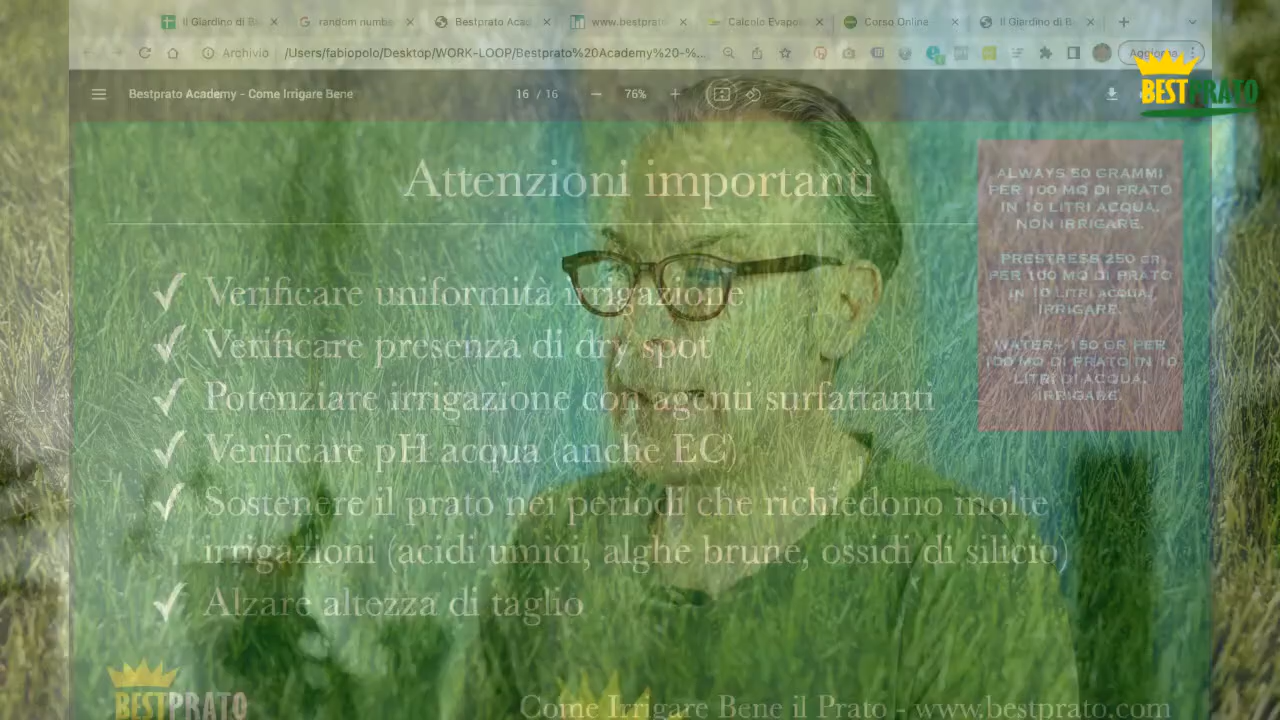 Il Giardino di B
random numbe
Bestprato Acad
www.bestprato
Calcolo Evapot
Corso Online
Il Giardino di B
Archivio
/Users/fabiopolo/Desktop/WORK-LOOP/Bestprato%20Academy%20-%...
Aggiorna
Bestprato Academy - Come Irrigare Bene
16 / 16
76%
BESTPRATO
Attenzioni importanti
Verificare uniformità irrigazione
Verificare presenza di dry spot
Potenziare irrigazione con agenti surfattanti
Verificare pH acqua (anche EC)
Sostenere il prato nei periodi che richiedono molte
irrigazioni (acidi umici, alghe brune, ossidi di silicio)
Alzare altezza di taglio
ALWAYS 50 GRAMMI
PER 100 MQ DI PRATO
IN 10 LITRI ACQUA.
NON IRRIGARE.
PRESTRESS 250 gr
PER 100 MQ DI PRATO
IN 10 LITRI ACQUA.
IRRIGARE.
WATER+ 150 GR PER
100 MQ DI PRATO IN 10
LITRI DI ACQUA.
IRRIGARE.
BESTPRATO
Come Irrigare Bene il Prato - www.bestprato.com